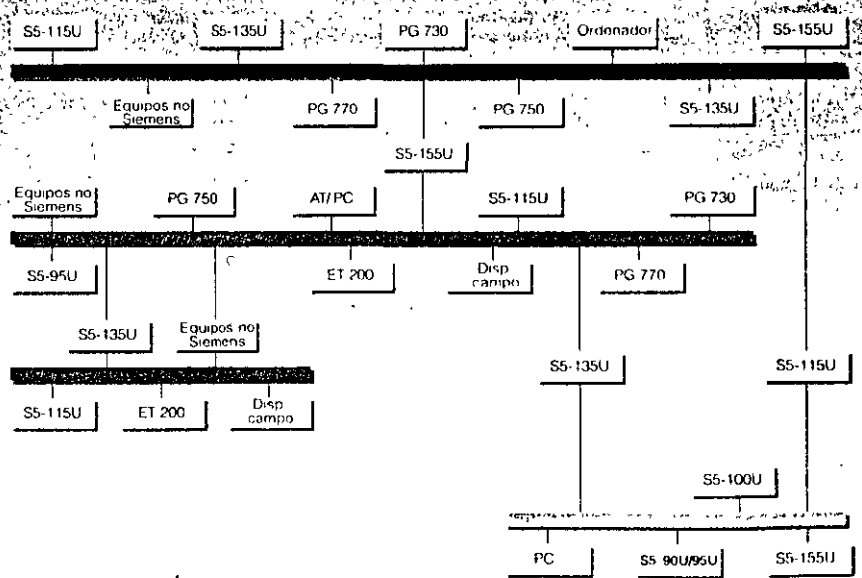 S5-115U
S5-135U
PG 730
Ordenador
S5-155U
Equipos no
Siemens
PG 770
PG 750
S5-135U
S5-155U
Equipos no
Siemens
PG 750
AT/PC
S5-115U
PG 730
S5-95U
ET 200
Disp
campo
PG 770
S5-135U
Equipos no
Siemens
S5-135U
S5-115U
S5-115U
ET 200
Disp
campo
S5-100U
PC
S5 90U/95U
S5-155U